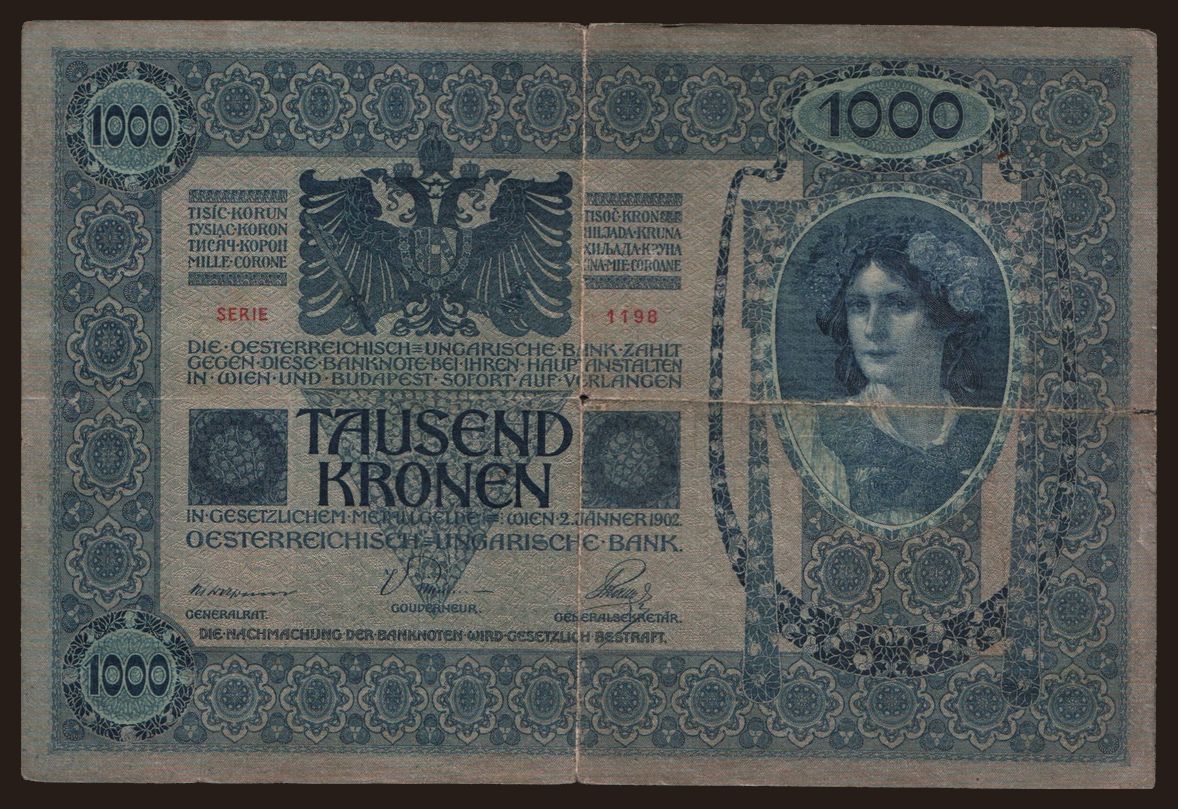 1000
1000
TISÍC·KORUN
TYSIĄC·KORON
ТИСЯЧ·КОРОН
MILLE·CORONE
TISOČ·KRON
HILJADA·KRUNA
ХИЉАДА·КРУНА
UNA·MIE·COROANE
SERIE
1198
DIE·OESTERREICHISCH=UNGARISCHE·BANK·ZAHLT
GEGEN·DIESE·BANKNOTE·BEI·IHREN·HAUPTANSTALTEN
IN·WIEN·UND·BUDAPEST·SOFORT·AUF·VERLANGEN
TAUSEND
KRONEN
IN·GESETZLICHEM·METALLGELDE=:WIEN·2.JÄNNER 1902
OESTERREICHISCH=UNGARISCHE·BANK.
GENERALRAT.
GOUVERNEUR.
GENERALSEKRETÄR.
DIE·NACHMACHUNG·DER·BANKNOTEN·WIRD·GESETZLICH·BESTRAFT.
1000